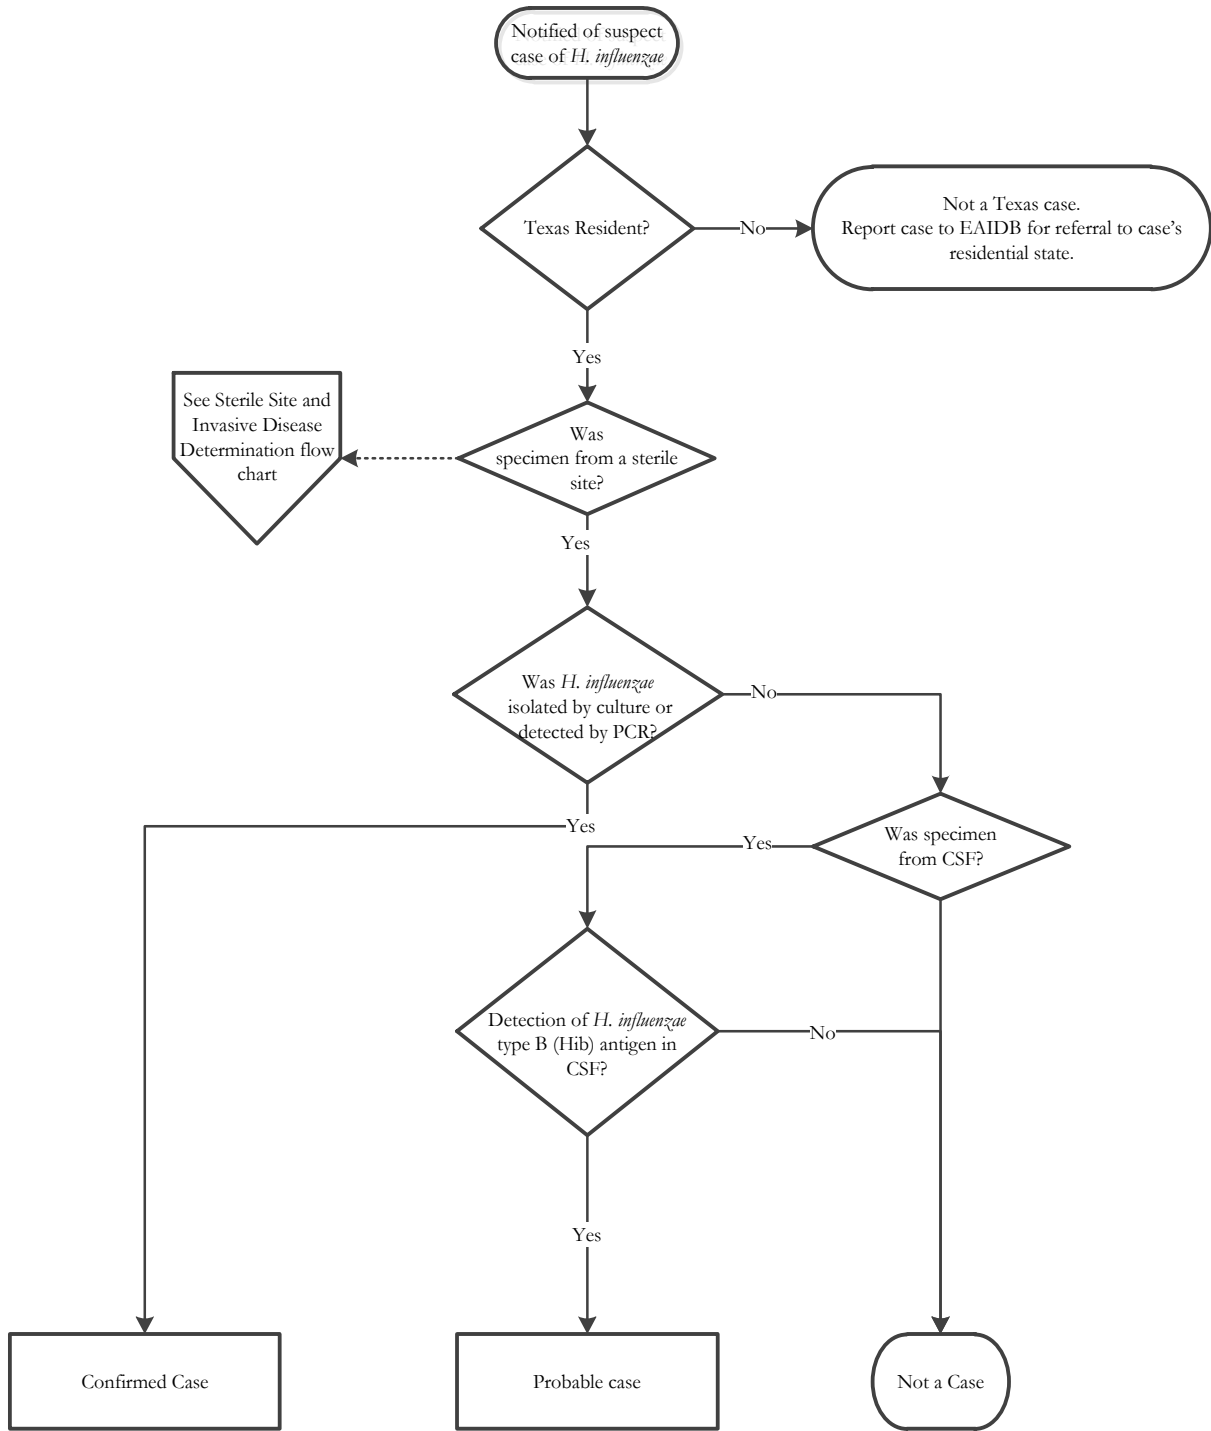 Notified of suspect
case of H. influenzae
Texas Resident?
No
Not a Texas case.
Report case to EAIDB for referral to case's
residential state.
Yes
See Sterile Site and
Invasive Disease
Determination flow
chart
Was
specimen from a sterile
site?
Yes
Was H. influenzae
isolated by culture or
detected by PCR?
No
Yes
Was specimen
from CSF?
Yes
Detection of H. influenzae
type B (Hib) antigen in
CSF?
No
Yes
Confirmed Case
Probable case
Not a Case